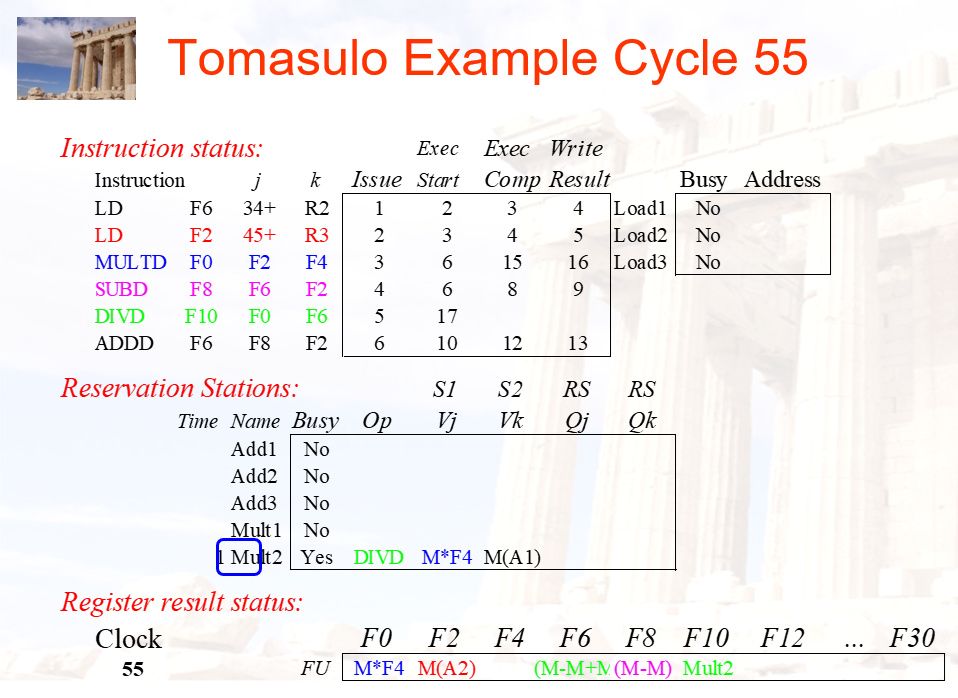 Tomasulo Example Cycle 55
Instruction status: Exec Exec Write
Instruction j k Issue Start Comp Result Busy Address
LD F6 34+ R2 1 2 3 4 Load1 No
LD F2 45+ R3 2 3 4 5 Load2 No
MULTD F0 F2 F4 3 6 15 16 Load3 No
SUBD F8 F6 F2 4 6 8 9
DIVD F10 F0 F6 5 17
ADDD F6 F8 F2 6 10 12 13
Reservation Stations: S1 S2 RS RS
Time Name Busy Op Vj Vk Qj Qk
Add1 No
Add2 No
Add3 No
Mult1 No
1 Mult2 Yes DIVD M*F4 M(A1)
Register result status:
Clock F0 F2 F4 F6 F8 F10 F12 ... F30
55 FU M*F4 M(A2) (M-M+M (M-M) Mult2